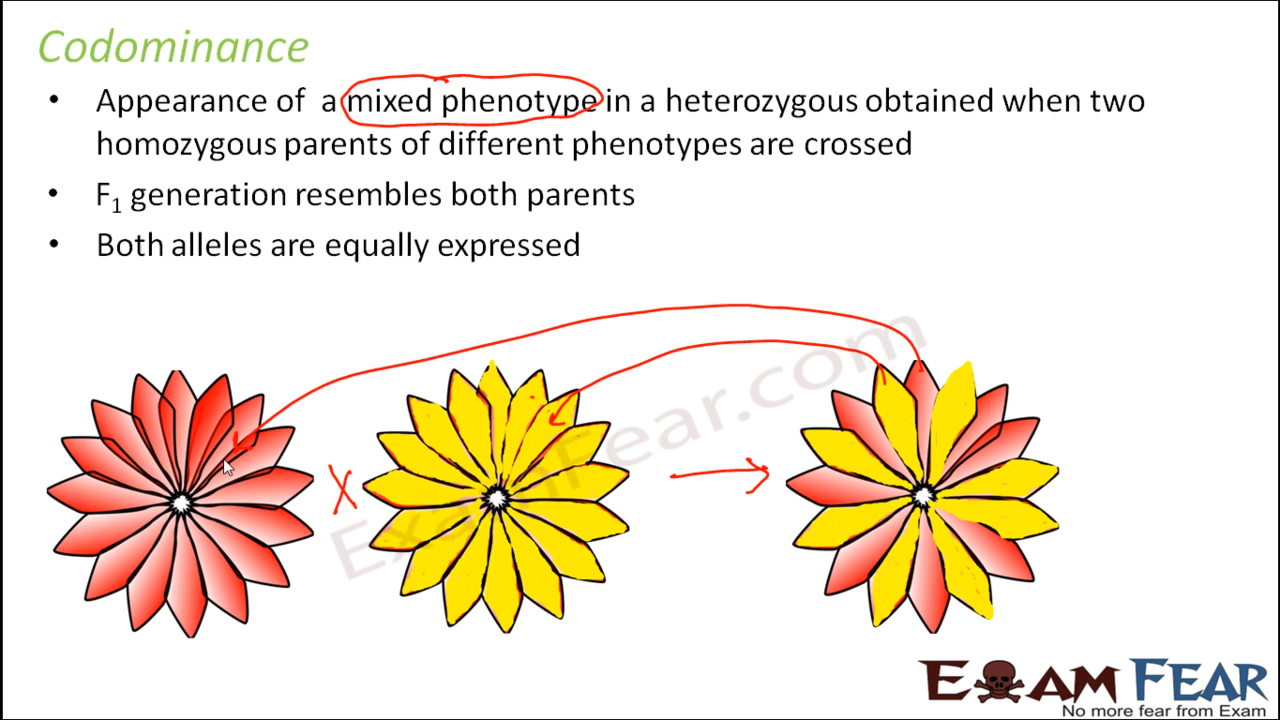 Codominance
• Appearance of a mixed phenotype in a heterozygous obtained when two
homozygous parents of different phenotypes are crossed
• F₁ generation resembles both parents
• Both alleles are equally expressed
ExamFear.com
X
EXAM FEAR
No more fear from Exam